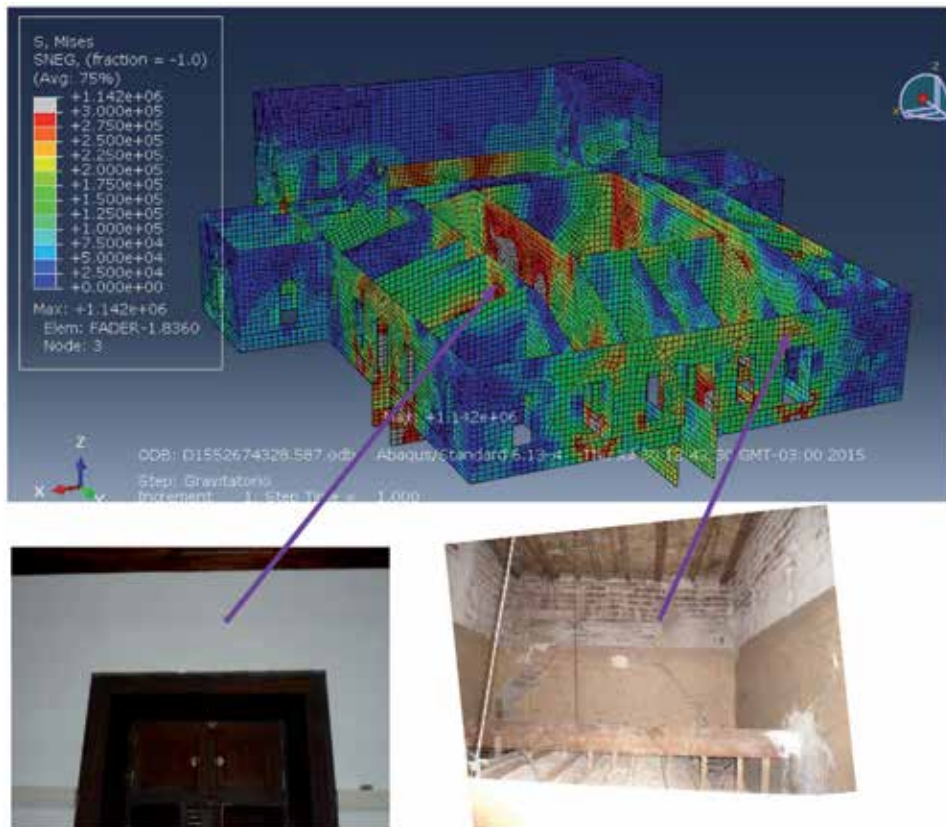 S, Mises
SNEG, (fraction = -1.0)
(Avg: 75%)
+1.142e+06
+3.000e+05
+2.750e+05
+2.500e+05
+2.250e+05
+2.000e+05
+1.750e+05
+1.500e+05
+1.250e+05
+1.000e+05
+7.500e+04
+5.000e+04
+2.500e+04
+0.000e+00
Max: +1.142e+06
Elem: FADER-1.8360
Node: 3
Z
X
Max: +1.142e+06
Z
X
Y
ODB: D1552674328.587.odb Abaqus/Standard 6.13-4 30 GMT-03:00 2015
Step: Gravitatorio
Increment 1: Step Time = 1.000